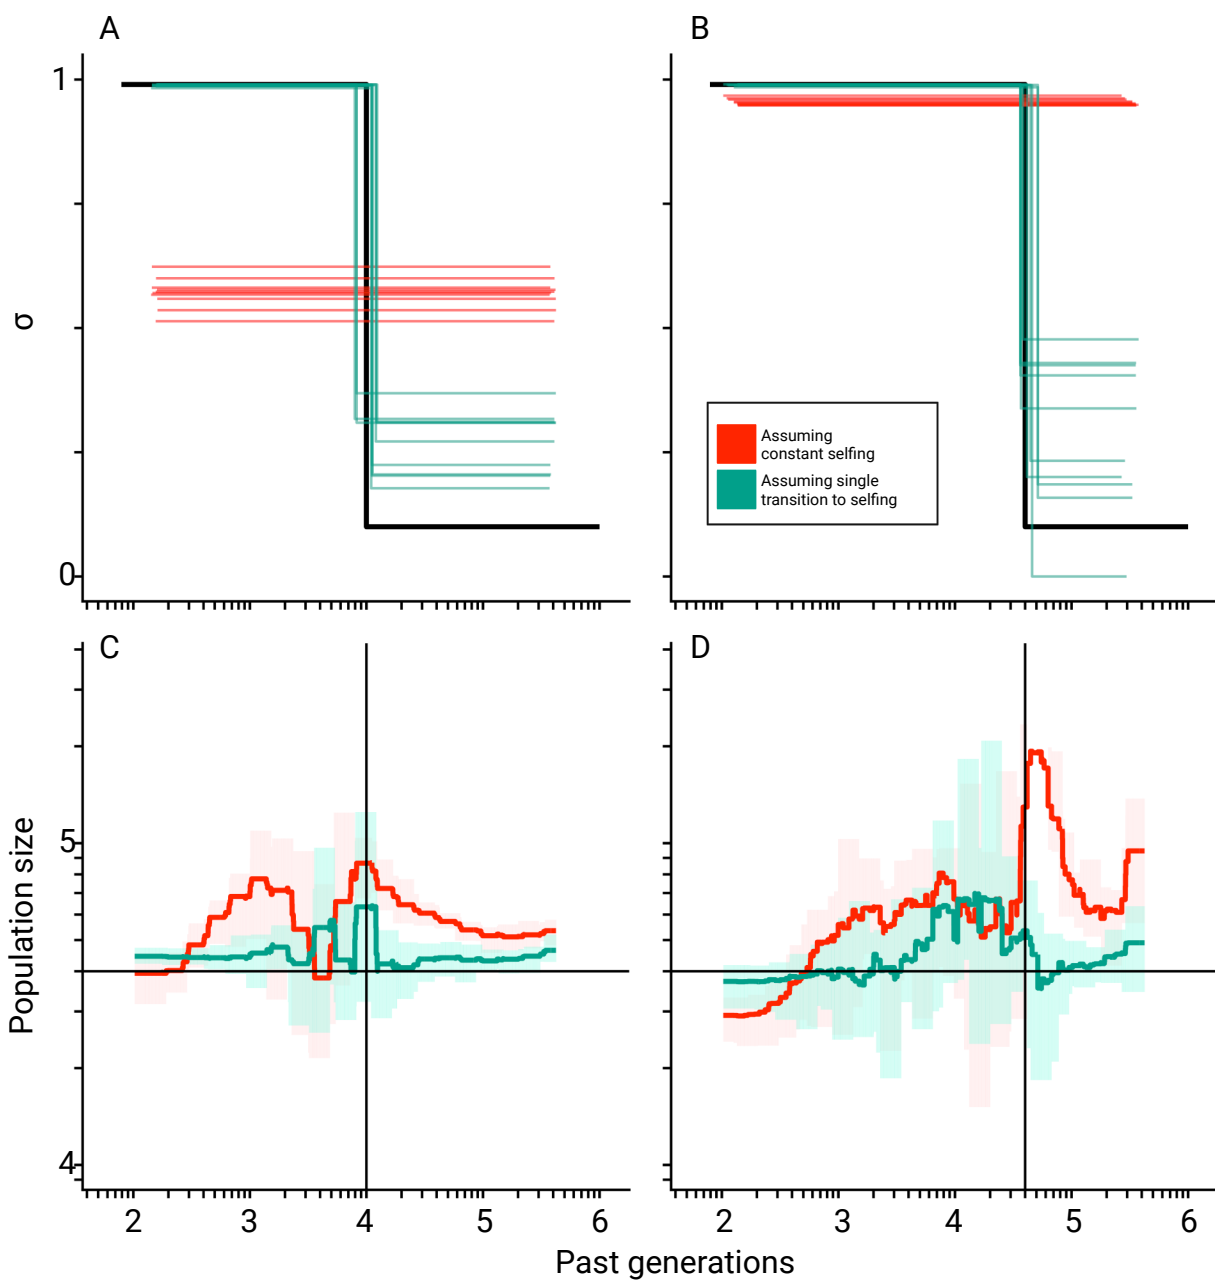 A
B
1
σ
0
Assuming
constant selfing
Assuming single
transition to selfing
C
D
Population size
5
4
2 3 4 5 6
2 3 4 5 6
Past generations